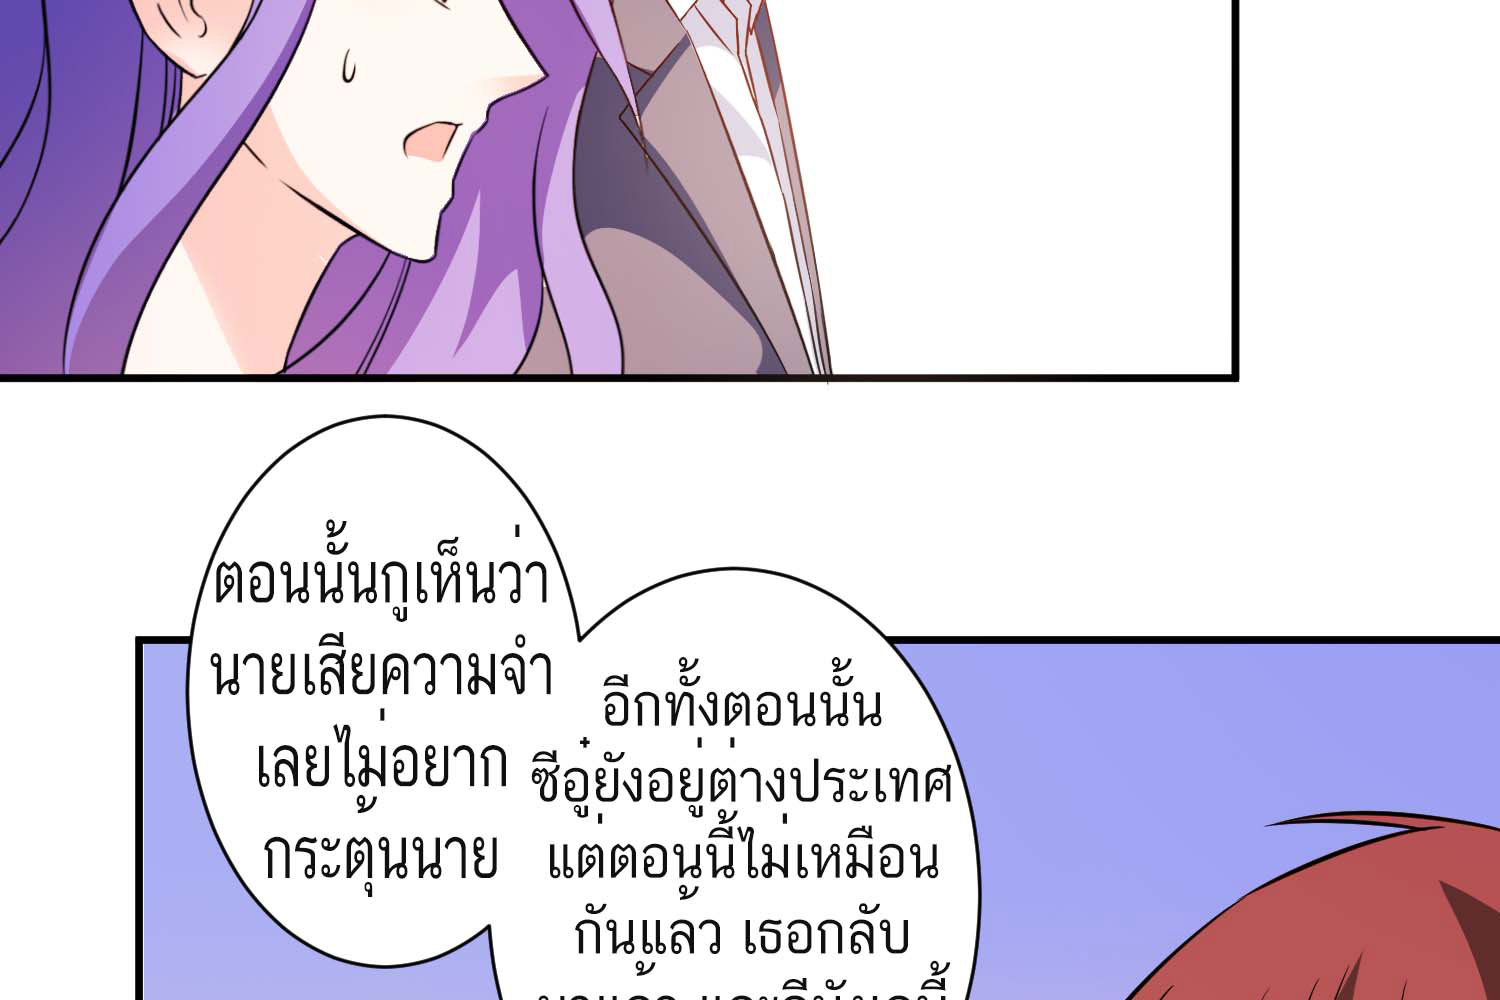 ตอนนั้นกูเห็นว่า
นายเสียความจำ
เลยไม่อยาก
กระตุ้นนาย
อีกทั้งตอนนั้น
ซีอู๋ยังอยู่ต่างประเทศ
แต่ตอนนี้ไม่เหมือน
กันแล้ว เธอกลับ